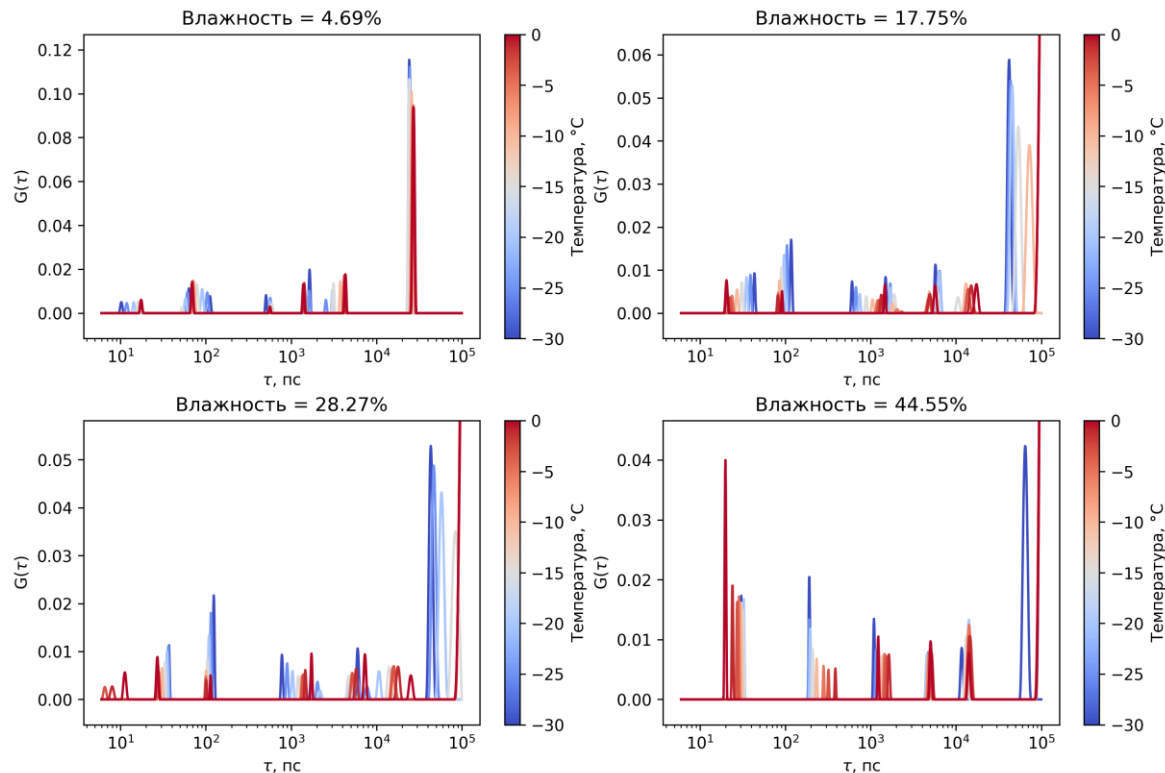 Влажность = 4.69%
G(τ)
0.12
0.10
0.08
0.06
0.04
0.02
0.00
10¹ 10² 10³ 10⁴ 10⁵
τ, пс
0
−5
−10
−15
−20
−25
−30
Температура, °C
Влажность = 17.75%
G(τ)
0.06
0.05
0.04
0.03
0.02
0.01
0.00
10¹ 10² 10³ 10⁴ 10⁵
τ, пс
0
−5
−10
−15
−20
−25
−30
Температура, °C
Влажность = 28.27%
G(τ)
0.05
0.04
0.03
0.02
0.01
0.00
10¹ 10² 10³ 10⁴ 10⁵
τ, пс
0
−5
−10
−15
−20
−25
−30
Температура, °C
Влажность = 44.55%
G(τ)
0.04
0.03
0.02
0.01
0.00
10¹ 10² 10³ 10⁴ 10⁵
τ, пс
0
−5
−10
−15
−20
−25
−30
Температура, °C